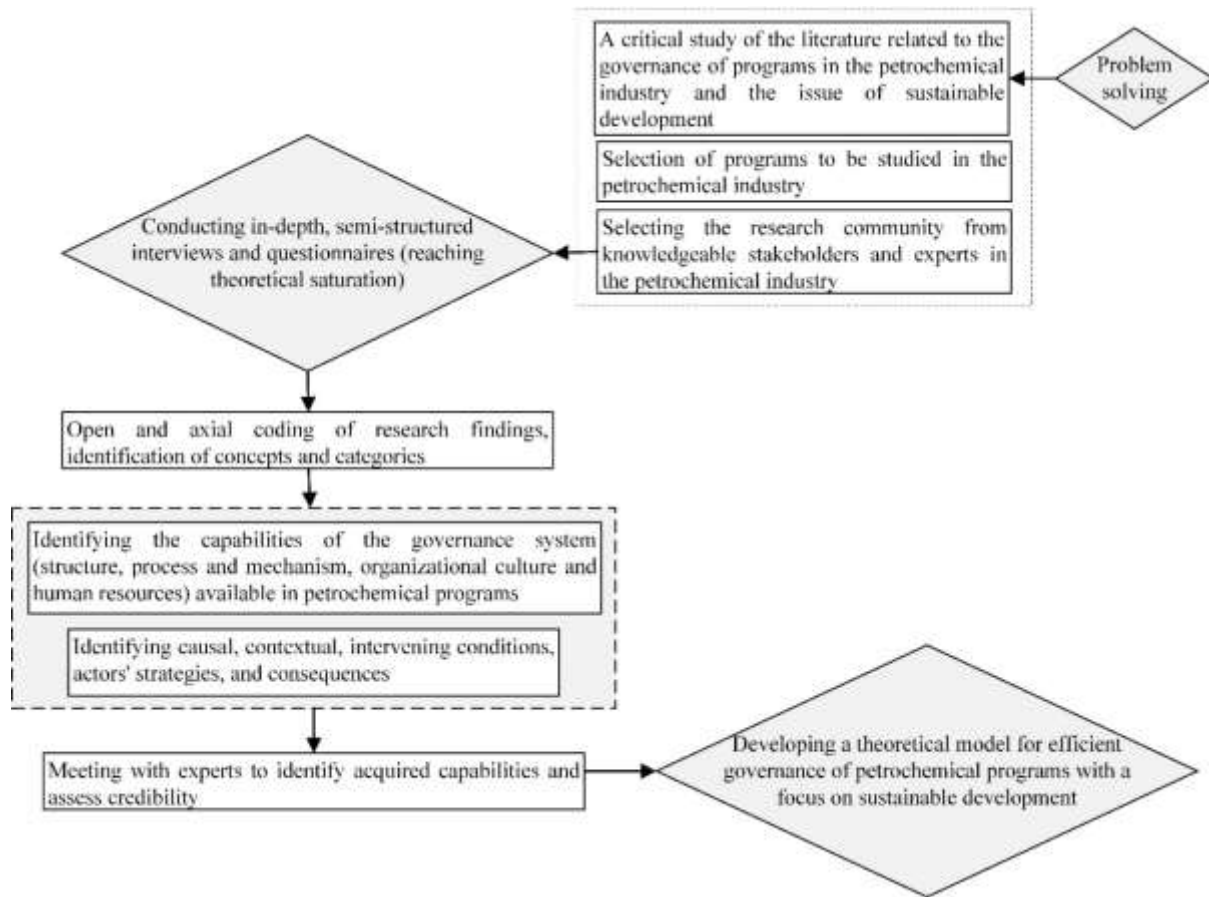 Problem
solving
A critical study of the literature related to the
governance of programs in the petrochemical
industry and the issue of sustainable
development
Selection of programs to be studied in the
petrochemical industry
Selecting the research community from
knowledgeable stakeholders and experts in
the petrochemical industry
Conducting in-depth, semi-structured
interviews and questionnaires (reaching
theoretical saturation)
Open and axial coding of research findings,
identification of concepts and categories
Identifying the capabilities of the governance system
(structure, process and mechanism, organizational culture and
human resources) available in petrochemical programs
Identifying causal, contextual, intervening conditions,
actors' strategies, and consequences
Meeting with experts to identify acquired capabilities and
assess credibility
Developing a theoretical model for efficient
governance of petrochemical programs with a
focus on sustainable development